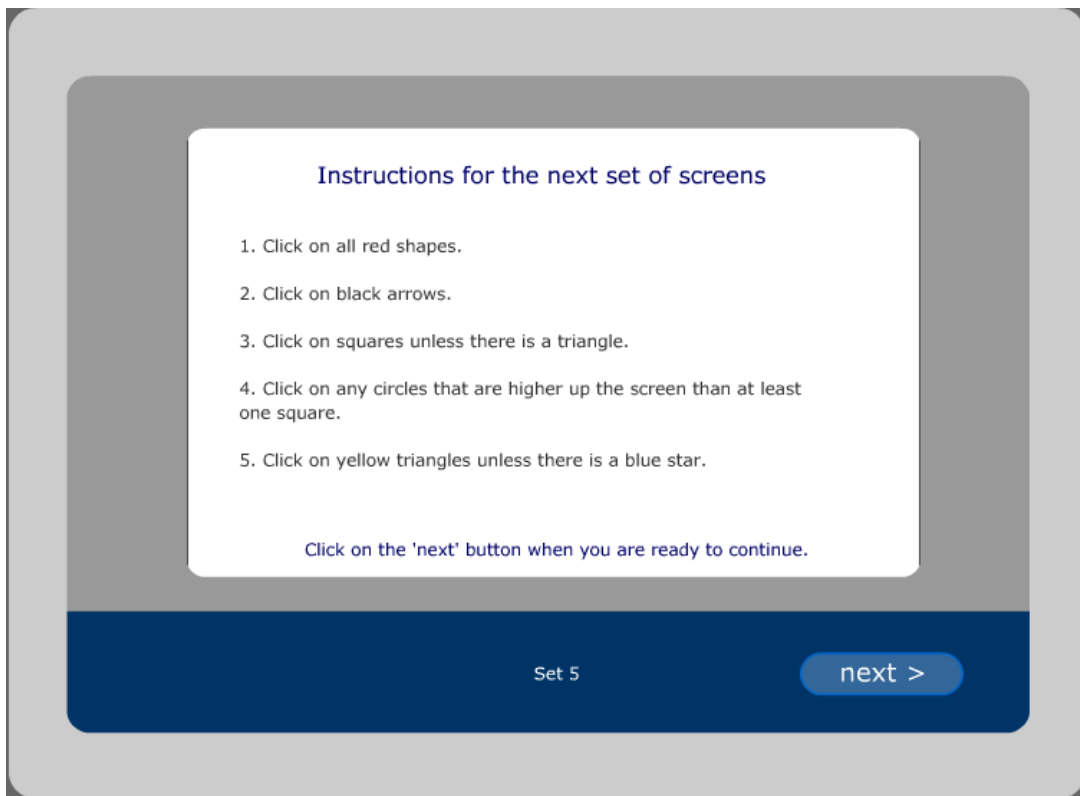 Instructions for the next set of screens
1. Click on all red shapes.
2. Click on black arrows.
3. Click on squares unless there is a triangle.
4. Click on any circles that are higher up the screen than at least
one square.
5. Click on yellow triangles unless there is a blue star.
Click on the 'next' button when you are ready to continue.
Set 5
next >